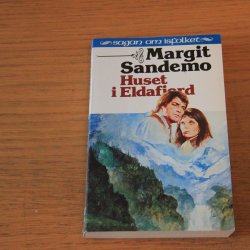 sagan om isfolket
Margit
Sandemo
Huset
i Eldafjord